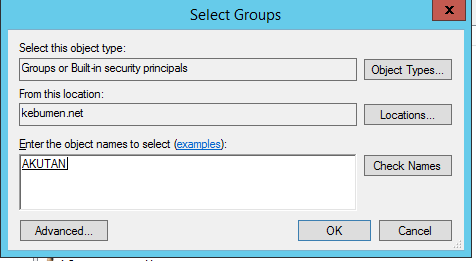 Select Groups
X
Select this object type:
Groups or Built-in security principals
Object Types...
From this location:
kebumen.net
Locations...
Enter the object names to select (examples):
AKUTAN
Check Names
Advanced...
OK
Cancel